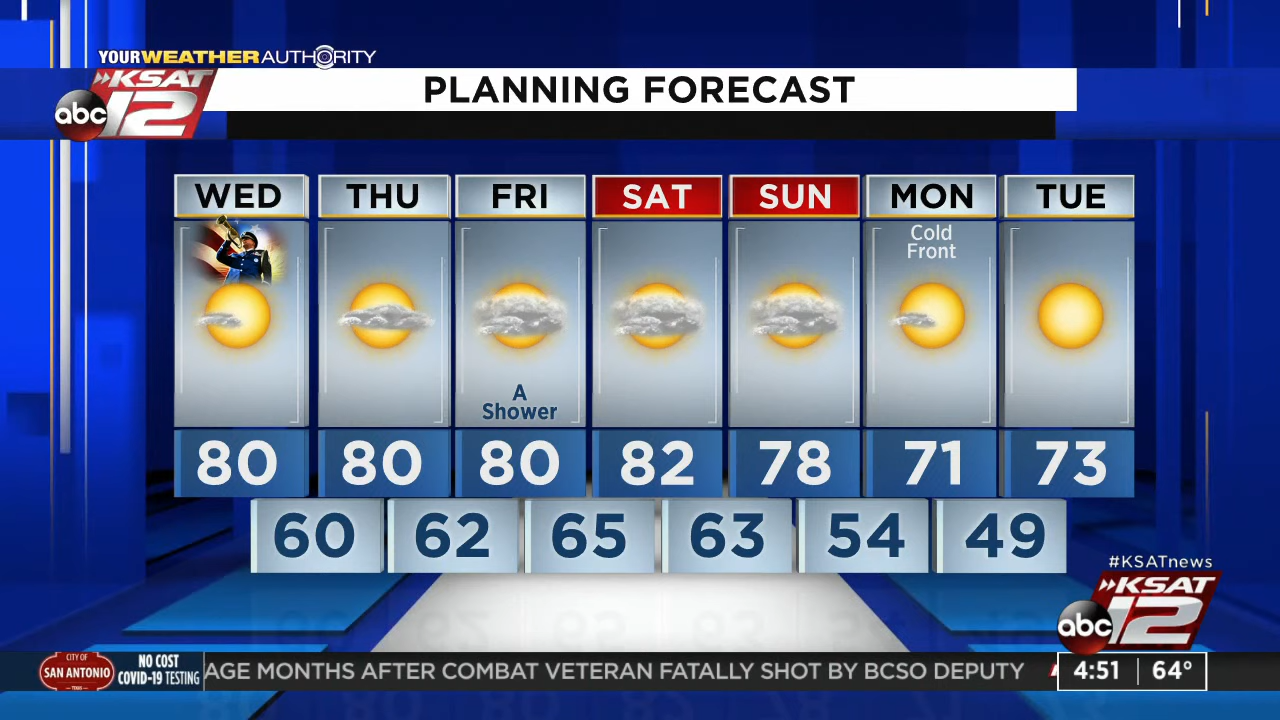 YOURWEATHERAUTHORITY
KSAT
abc 12
PLANNING FORECAST
WED THU FRI SAT SUN MON TUE
Cold
Front
A
Shower
80 80 80 82 78 71 73
60 62 65 63 54 49
#KSATnews
KSAT
abc 12
CITY OF
SAN ANTONIO
TEXAS
NO COST
COVID-19 TESTING
AGE MONTHS AFTER COMBAT VETERAN FATALLY SHOT BY BCSO DEPUTY
4:51 64°